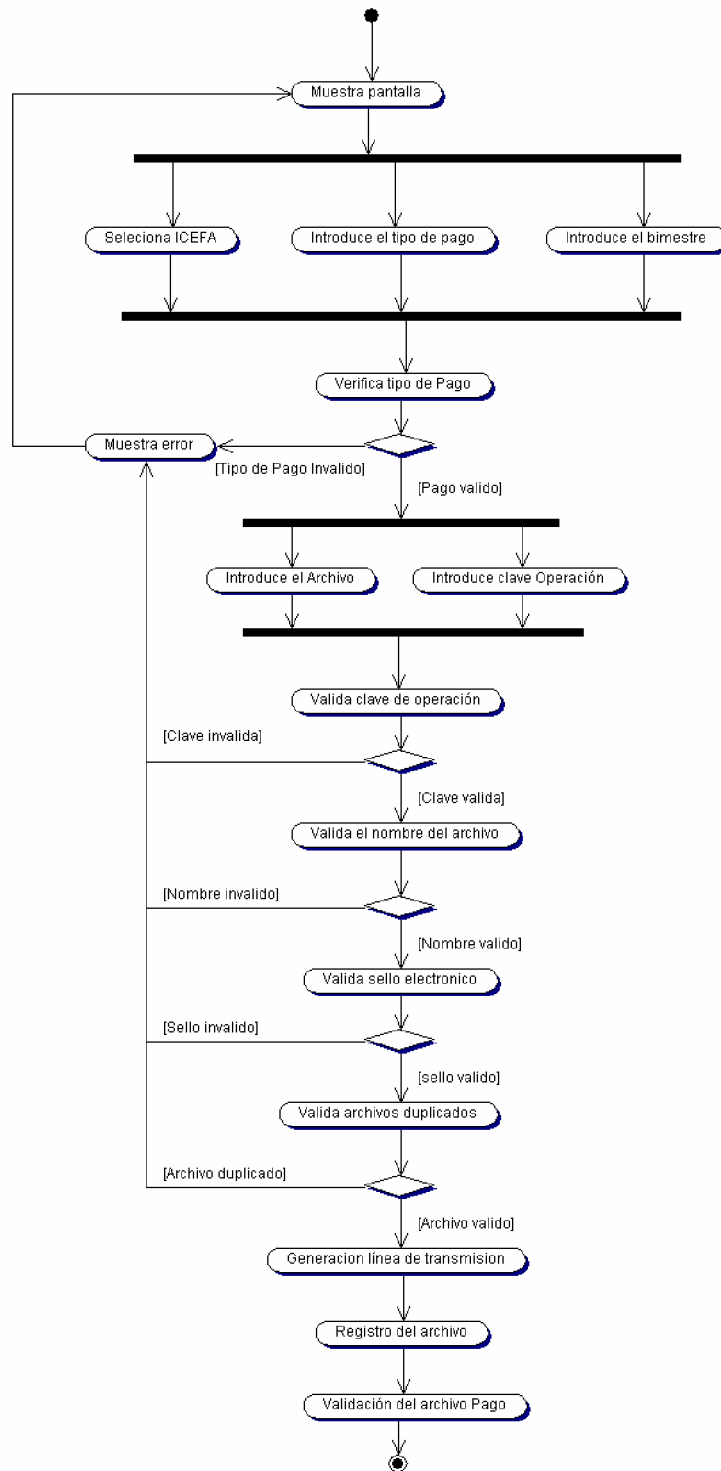 Muestra pantalla
Seleciona ICEFA
Introduce el tipo de pago
Introduce el bimestre
Verifica tipo de Pago
Muestra error
[Tipo de Pago Invalido]
[Pago valido]
Introduce el Archivo
Introduce clave Operación
Valida clave de operación
[Clave invalida]
[Clave valida]
Valida el nombre del archivo
[Nombre invalido]
[Nombre valido]
Valida sello electronico
[Sello invalido]
[sello valido]
Valida archivos duplicados
[Archivo duplicado]
[Archivo valido]
Generacion línea de transmision
Registro del archivo
Validación del archivo Pago